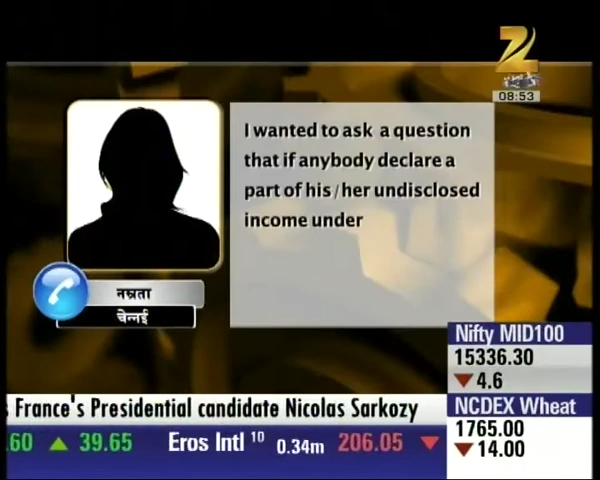 08:53
I wanted to ask a question
that if anybody declare a
part of his/her undisclosed
income under
नम्रता
चेन्नई
Nifty MID100
15336.30
4.6
France's Presidential candidate Nicolas Sarkozy
NCDEX Wheat
1765.00
14.00
.60 39.65 Eros Intl 10 0.34m 206.05